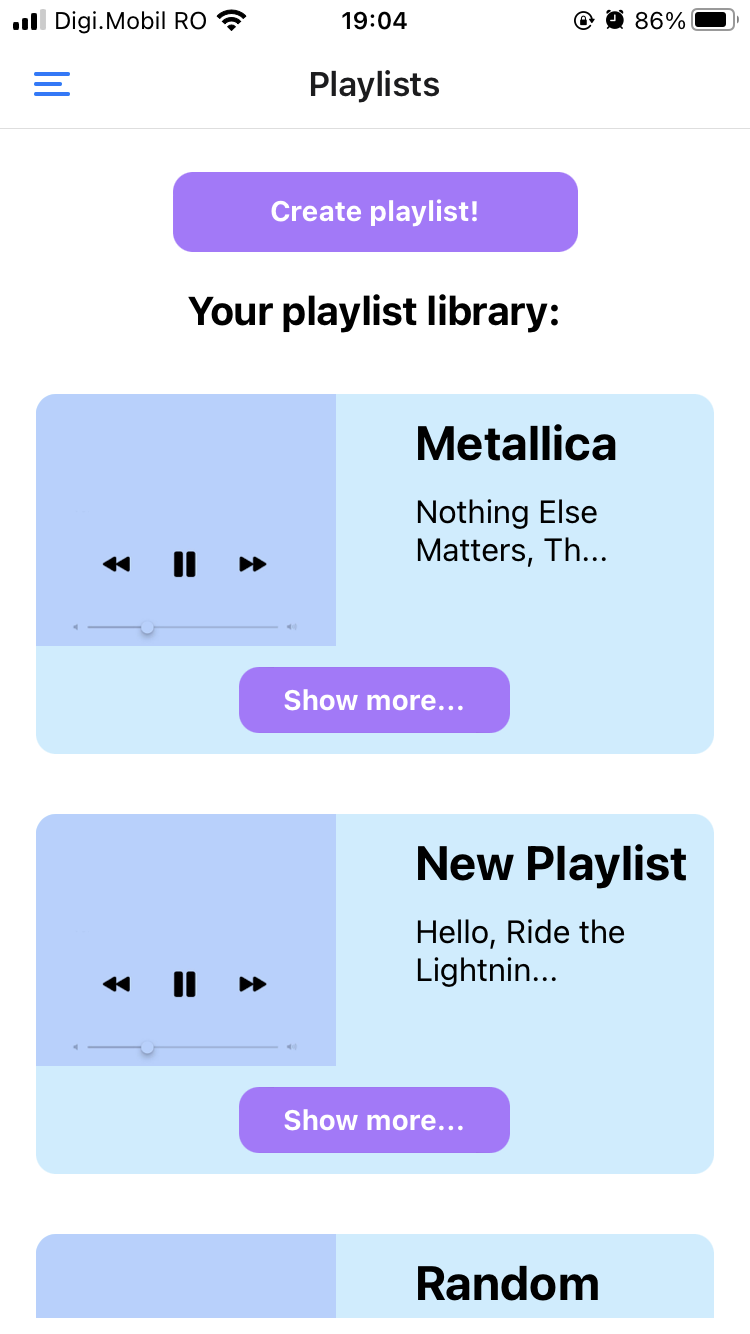 Digi.Mobil RO 19:04 86%
Playlists
Create playlist!
Your playlist library:
Metallica
Nothing Else
Matters, Th...
Show more...
New Playlist
Hello, Ride the
Lightnin...
Show more...
Random